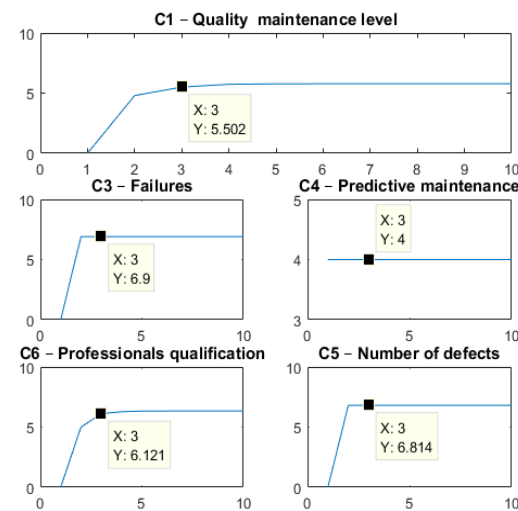 C1 – Quality maintenance level
10
5
0
X: 3
Y: 5.502
0 1 2 3 4 5 6 7 8 9 10
C3 – Failures
10
5
0
X: 3
Y: 6.9
0 5 10
C4 – Predictive maintenance
5
4
3
X: 3
Y: 4
0 5 10
C6 – Professionals qualification
10
5
0
X: 3
Y: 6.121
0 5 10
C5 – Number of defects
10
5
0
X: 3
Y: 6.814
0 5 10